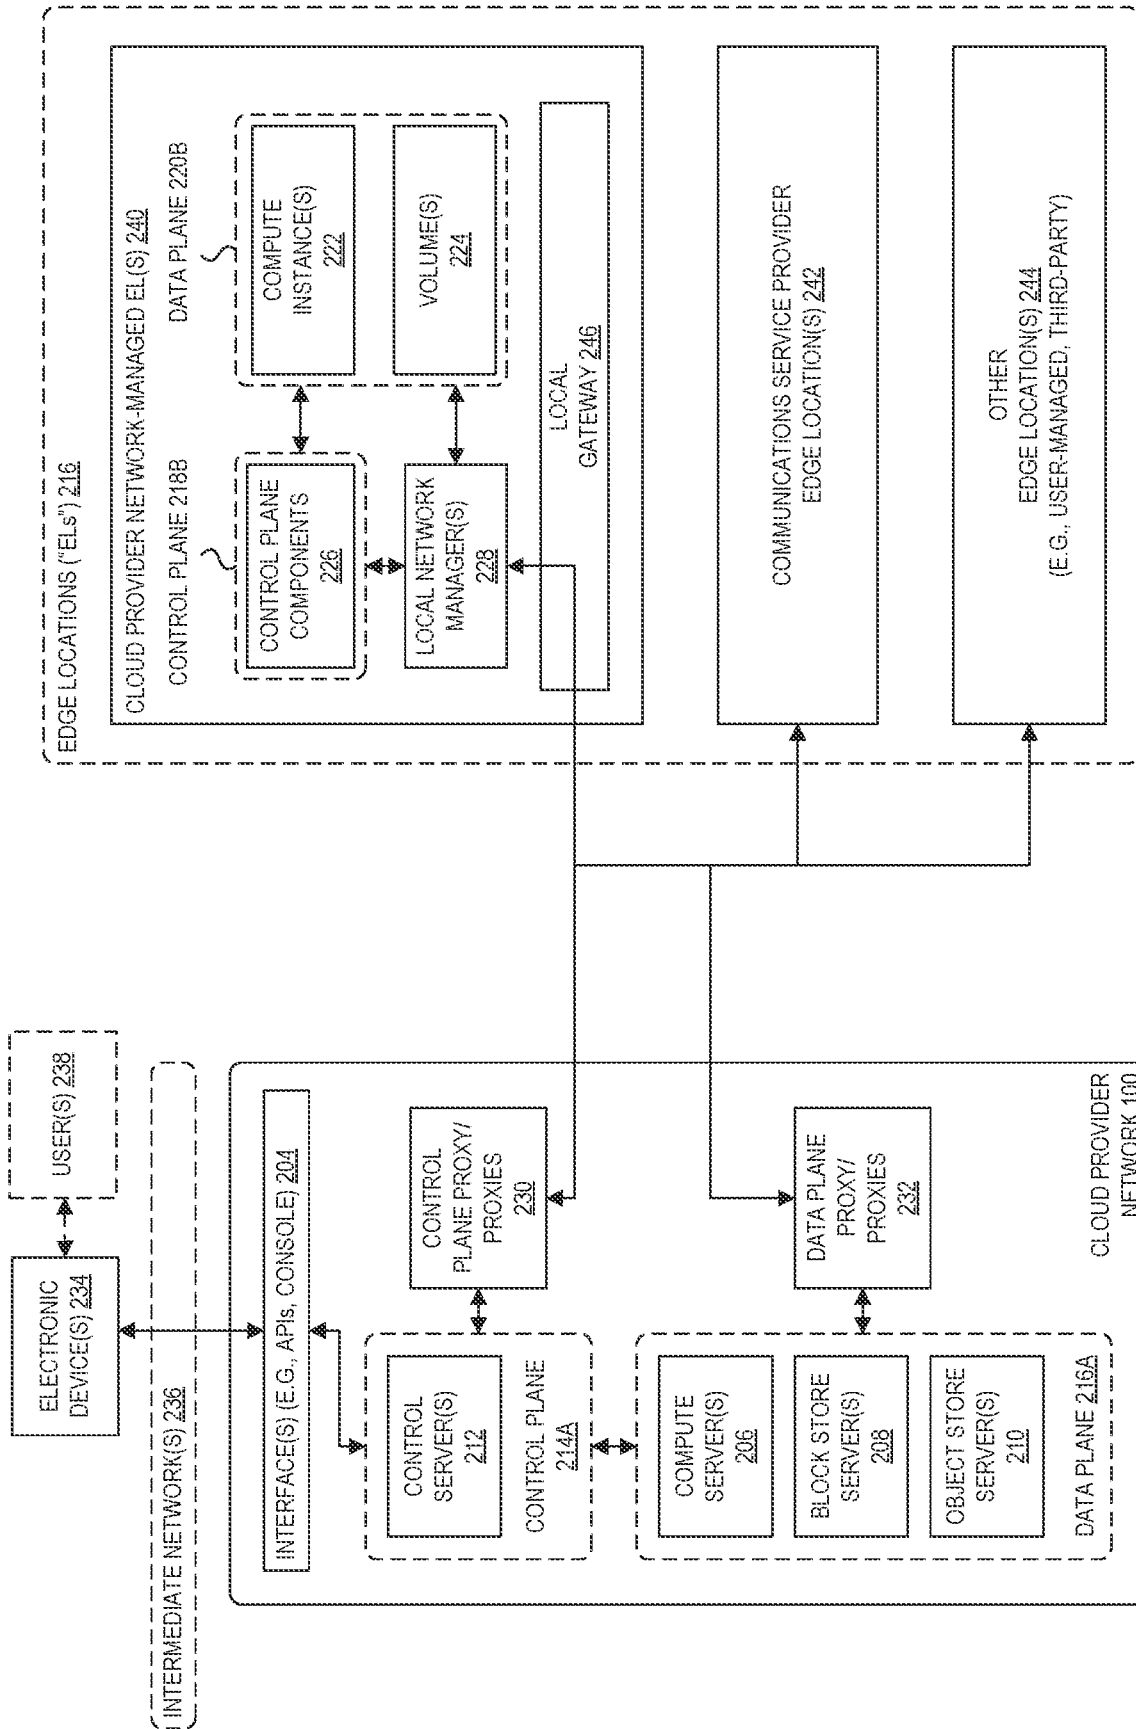 ELECTRONIC
DEVICE(S) 234
USER(S) 238
INTERMEDIATE NETWORK(S) 236
INTERFACE(S) (E.G., APIs, CONSOLE) 204
CONTROL
SERVER(S)
212
CONTROL PLANE
214A
CONTROL
PLANE PROXY/
PROXIES
230
COMPUTE
SERVER(S)
206
BLOCK STORE
SERVER(S)
208
OBJECT STORE
SERVER(S)
210
DATA PLANE 216A
DATA PLANE
PROXY/
PROXIES
232
CLOUD PROVIDER
NETWORK 100
EDGE LOCATIONS ("ELs") 216
CLOUD PROVIDER NETWORK-MANAGED EL(S) 240
CONTROL PLANE 218B
DATA PLANE 220B
CONTROL PLANE
COMPONENTS
226
COMPUTE
INSTANCE(S)
222
LOCAL NETWORK
MANAGER(S)
228
VOLUME(S)
224
LOCAL
GATEWAY 246
COMMUNICATIONS SERVICE PROVIDER
EDGE LOCATION(S) 242
OTHER
EDGE LOCATION(S) 244
(E.G., USER-MANAGED, THIRD-PARTY)